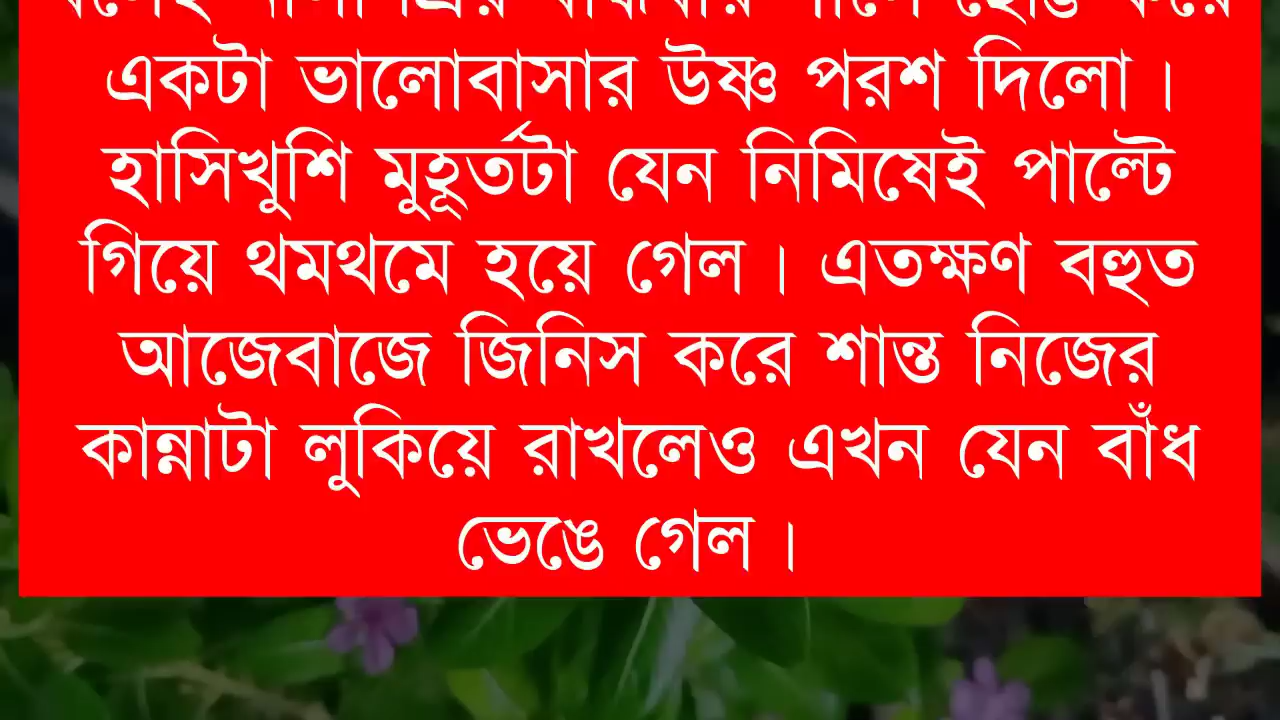 একটা ভালোবাসার উষ্ণ পরশ দিলো।
হাসিখুশি মুহূর্তটা যেন নিমিষেই পাল্টে
গিয়ে থমথমে হয়ে গেল। এতক্ষণ বহুত
আজেবাজে জিনিস করে শান্ত নিজের
কান্নাটা লুকিয়ে রাখলেও এখন যেন বাঁধ
ভেঙে গেল।